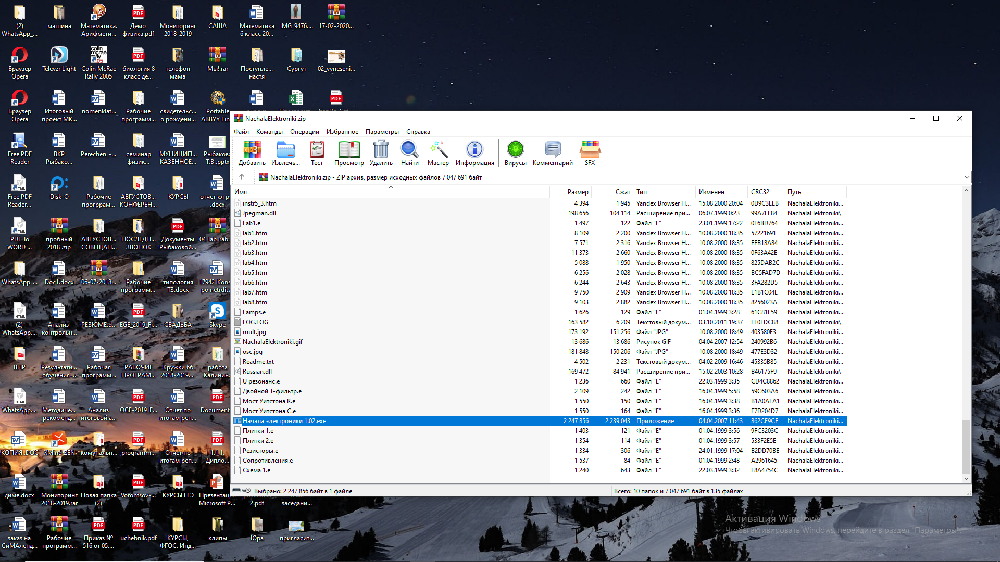 (2)
WhatsApp_...
машина
Математика.
Арифмети...
Демо
физика.pdf
Мониторинг
2018-2019
САША
Математика
6 класс 20...
IMG_9476....
17-02-2020...
Браузер
Opera
Televzr Light
Colin McRae
Rally 2005
биология 8
класс де...
телефон
мама
Мы!.rar
Поступле...
настя
Сургут
02_vyneseni...
Браузер
Opera
Итоговый
проект МК...
nomenklat...
Рабочие
программ...
свидетельс...
о рождени...
Portable
ABBYY Fin
Free PDF
Reader
ВКР
Рыбако...
Perechen_-...
семинар
физик...
МУНИЦИП...
КАЗЕННОЕ...
Рыбакова
Т.В..pptx
Free PDF
Reader...
Disk-O
Рабочие
прогррам...
АВГУСТОВ...
КОНФЕРЕН...
КУРСЫ
отчет кл ру
.docx
PDF To
WORD ...
пробный
2018 .zip
АВГУСТОВ...
СОВЕЩАН...
ПОСЛЕДН...
ЗВОНОК
Документы
Рыбаковой...
04_lab_rab_
WhatsApp_...
Doc1.docx
06-07-2018...
Рабочие
программ...
типология
ТЗ.docx
17942_Kons
po netrdits
(2)
WhatsApp....
Анализ
контрольн...
РЕЗЮМЕ.d...
EGE_2019_Fi...
СВАДЬБА
Skype
ВПР
Результати...
обучения ...
Рабочая
программ...
РАБОЧИЕ
ПРОГРАМ...
Кружки 6б
2018-2019....
работа
Калинина
WhatsApp....
Методиче...
рекоменд...
Анализ
итоговой а...
OGE-2019_F...
Отчет по
итогам реп...
Document
КОПИЯ .DOC
XMind ZEN
комунальн...
programm...
Отчет по
итогам реп...
1.1.1.
Дипло...
диме.docx
Мониторинг
2018-2019.rar
Новая папка
(2)
Vorontsov-...
КУРСЫ ЕГЭ
Презентац...
Microsoft P...
2.pdf
заседани...
заказ на
СиМАленд...
Рабочие
программ...
Приказ №
516 от 05....
uchebnik.pdf
КУРСЫ,
ФГОС. Инд...
клипы
Юра
пригласит...
NachalaElektroniki.zip
Файл Команды Операции Избранное Параметры Справка
Добавить Извлечь... Тест Просмотр Удалить Найти Мастер Информация Вирусы Комментарий SFX
NachalaElektroniki.zip - ZIP архив, размер исходных файлов 7 047 691 байт
Имя Размер Сжат Тип Изменён CRC32 Путь
instr5_3.htm 4 394 1 945 Yandex Browser H... 15.08.2000 20:04 0D9C3EEB NachalaElektroniki...
Jpegman.dll 198 656 104 114 Расширение при... 06.07.1999 0:23 99A7EF84 NachalaElektroniki\
Lab1.e 1 497 122 Файл "E" 23.01.1999 17:22 0E6BD764 NachalaElektroniki...
lab1.htm 8 109 2 200 Yandex Browser H... 10.08.2000 18:35 57221691 NachalaElektroniki...
lab2.htm 7 571 2 316 Yandex Browser H... 10.08.2000 18:35 FFB18A84 NachalaElektroniki...
lab3.htm 11 373 2 660 Yandex Browser H... 10.08.2000 18:35 0F63A42E NachalaElektroniki...
lab4.htm 5 088 1 950 Yandex Browser H... 10.08.2000 18:35 825DAB2C NachalaElektroniki...
lab5.htm 6 256 2 028 Yandex Browser H... 10.08.2000 18:35 BC5FAD7D NachalaElektroniki...
lab6.htm 6 244 2 643 Yandex Browser H... 10.08.2000 18:35 3FA282D5 NachalaElektroniki...
lab7.htm 9 750 2 909 Yandex Browser H... 10.08.2000 18:35 E1B1C04E NachalaElektroniki...
lab8.htm 9 103 2 882 Yandex Browser H... 10.08.2000 18:35 8256023A NachalaElektroniki...
Lamps.e 1 626 129 Файл "E" 01.04.1999 3:28 61C81E59 NachalaElektroniki...
LOG.LOG 163 582 6 209 Текстовый докум... 03.10.2011 19:37 FE0EDC88 NachalaElektroniki\
mult.jpg 173 192 151 256 Файл "JPG" 10.08.2000 18:49 403580E3 NachalaElektroniki...
NachalaElektroniki.gif 13 686 13 686 Рисунок GIF 04.04.2007 12:54 240992B6 NachalaElektroniki...
osc.jpg 181 848 150 206 Файл "JPG" 10.08.2000 18:49 477E3D32 NachalaElektroniki...
Readme.txt 4 502 2 231 Текстовый докум... 04.02.2009 16:46 45335B85 NachalaElektroniki...
Russian.dll 169 472 84 941 Расширение при... 15.02.2003 10:28 B46175F9 NachalaElektroniki\
U резонанс.e 1 236 660 Файл "E" 22.03.1999 3:35 CD4C8862 NachalaElektroniki...
Двойной Т-фильтр.e 2 109 242 Файл "E" 16.04.1999 5:58 59C603A6 NachalaElektroniki...
Мост Уитстона R.e 1 550 150 Файл "E" 16.04.1999 3:38 B1A0AEA1 NachalaElektroniki...
Мост Уитстона С.e 1 550 164 Файл "E" 16.04.1999 3:36 E7D204D7 NachalaElektroniki...
Начала электроники 1.02.exe 2 247 856 2 239 043 Приложение 04.04.2007 11:43 862CE9CE NachalaElektroniki...
Плитки 1.e 1 403 121 Файл "E" 01.04.1999 3:56 9FC3203C NachalaElektroniki...
Плитки 2.e 1 354 114 Файл "E" 01.04.1999 3:57 533F2E5E NachalaElektroniki...
Резисторы.e 1 334 306 Файл "E" 24.01.1999 17:04 B2DD70BE NachalaElektroniki...
Сопротивления.e 1 537 84 Файл "E" 01.04.1999 2:48 A2961645 NachalaElektroniki...
Схема 1.e 1 240 643 Файл "E" 22.03.1999 3:32 E8A4754C NachalaElektroniki...
Выбрано: 2 247 856 байт в 1 файле
Всего: 10 папок и 7 047 691 байт в 135 файлах
Активация Windows
Чтобы активировать Windows, перейдите в раздел "Параметры".